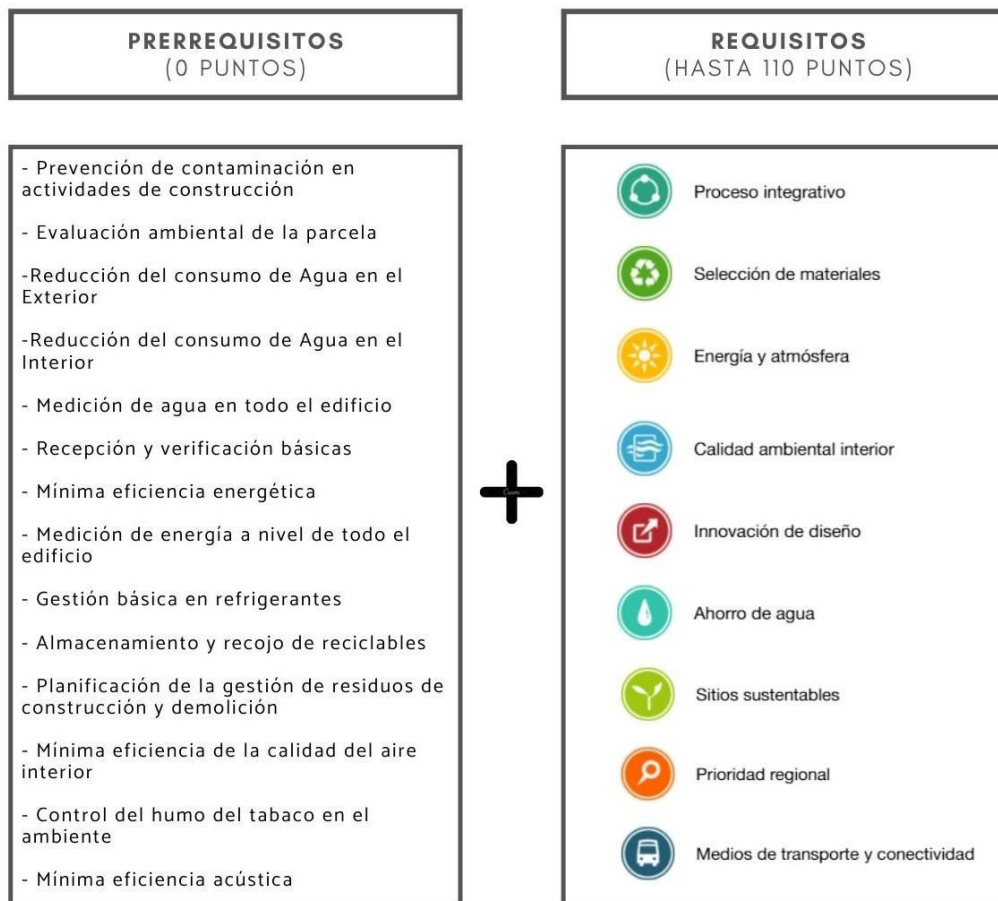 PRERREQUISITOS
(0 PUNTOS)
- Prevención de contaminación en
actividades de construcción
- Evaluación ambiental de la parcela
-Reducción del consumo de Agua en el
Exterior
-Reducción del consumo de Agua en el
Interior
- Medición de agua en todo el edificio
- Recepción y verificación básicas
- Mínima eficiencia energética
- Medición de energía a nivel de todo el
edificio
- Gestión básica en refrigerantes
- Almacenamiento y recojo de reciclables
- Planificación de la gestión de residuos de
construcción y demolición
- Mínima eficiencia de la calidad del aire
interior
- Control del humo del tabaco en el
ambiente
- Mínima eficiencia acústica
Canva
REQUISITOS
(HASTA 110 PUNTOS)
Proceso integrativo
Selección de materiales
Energía y atmósfera
Calidad ambiental interior
Innovación de diseño
Ahorro de agua
Sitios sustentables
Prioridad regional
Medios de transporte y conectividad